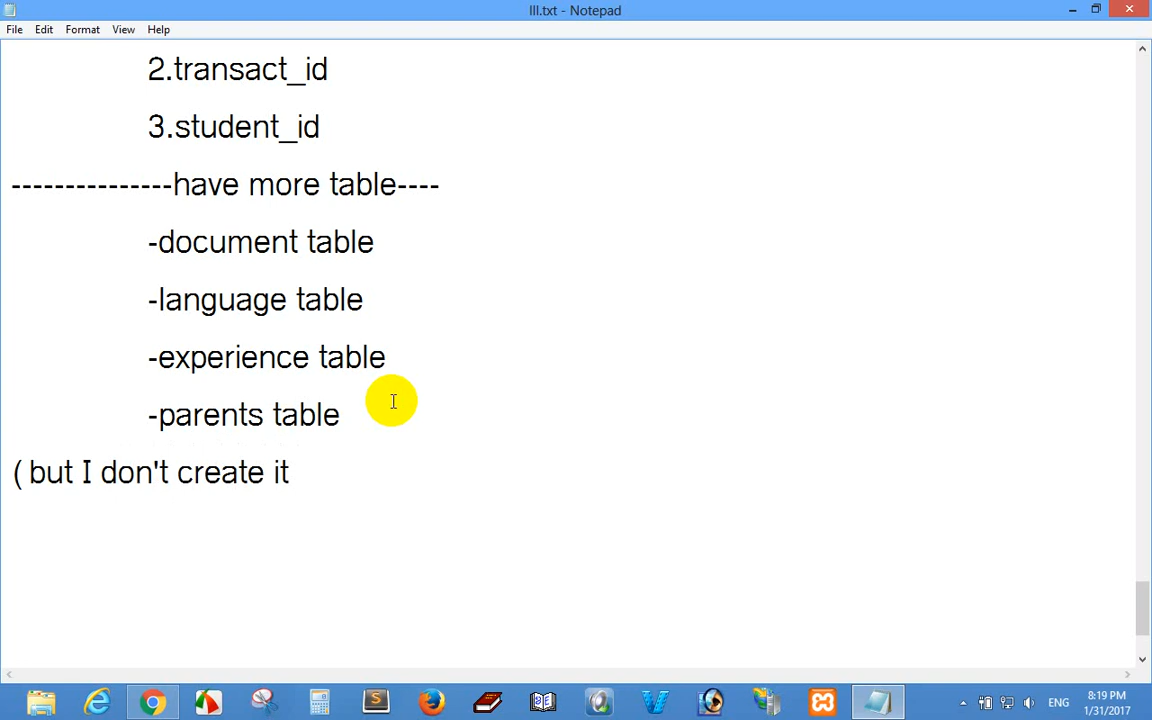 lll.txt - Notepad
File Edit Format View Help
2.transact_id
3.student_id
---------------have more table----
-document table
-language table
-experience table
-parents table
( but I don't create it
ENG
8:19 PM
1/31/2017